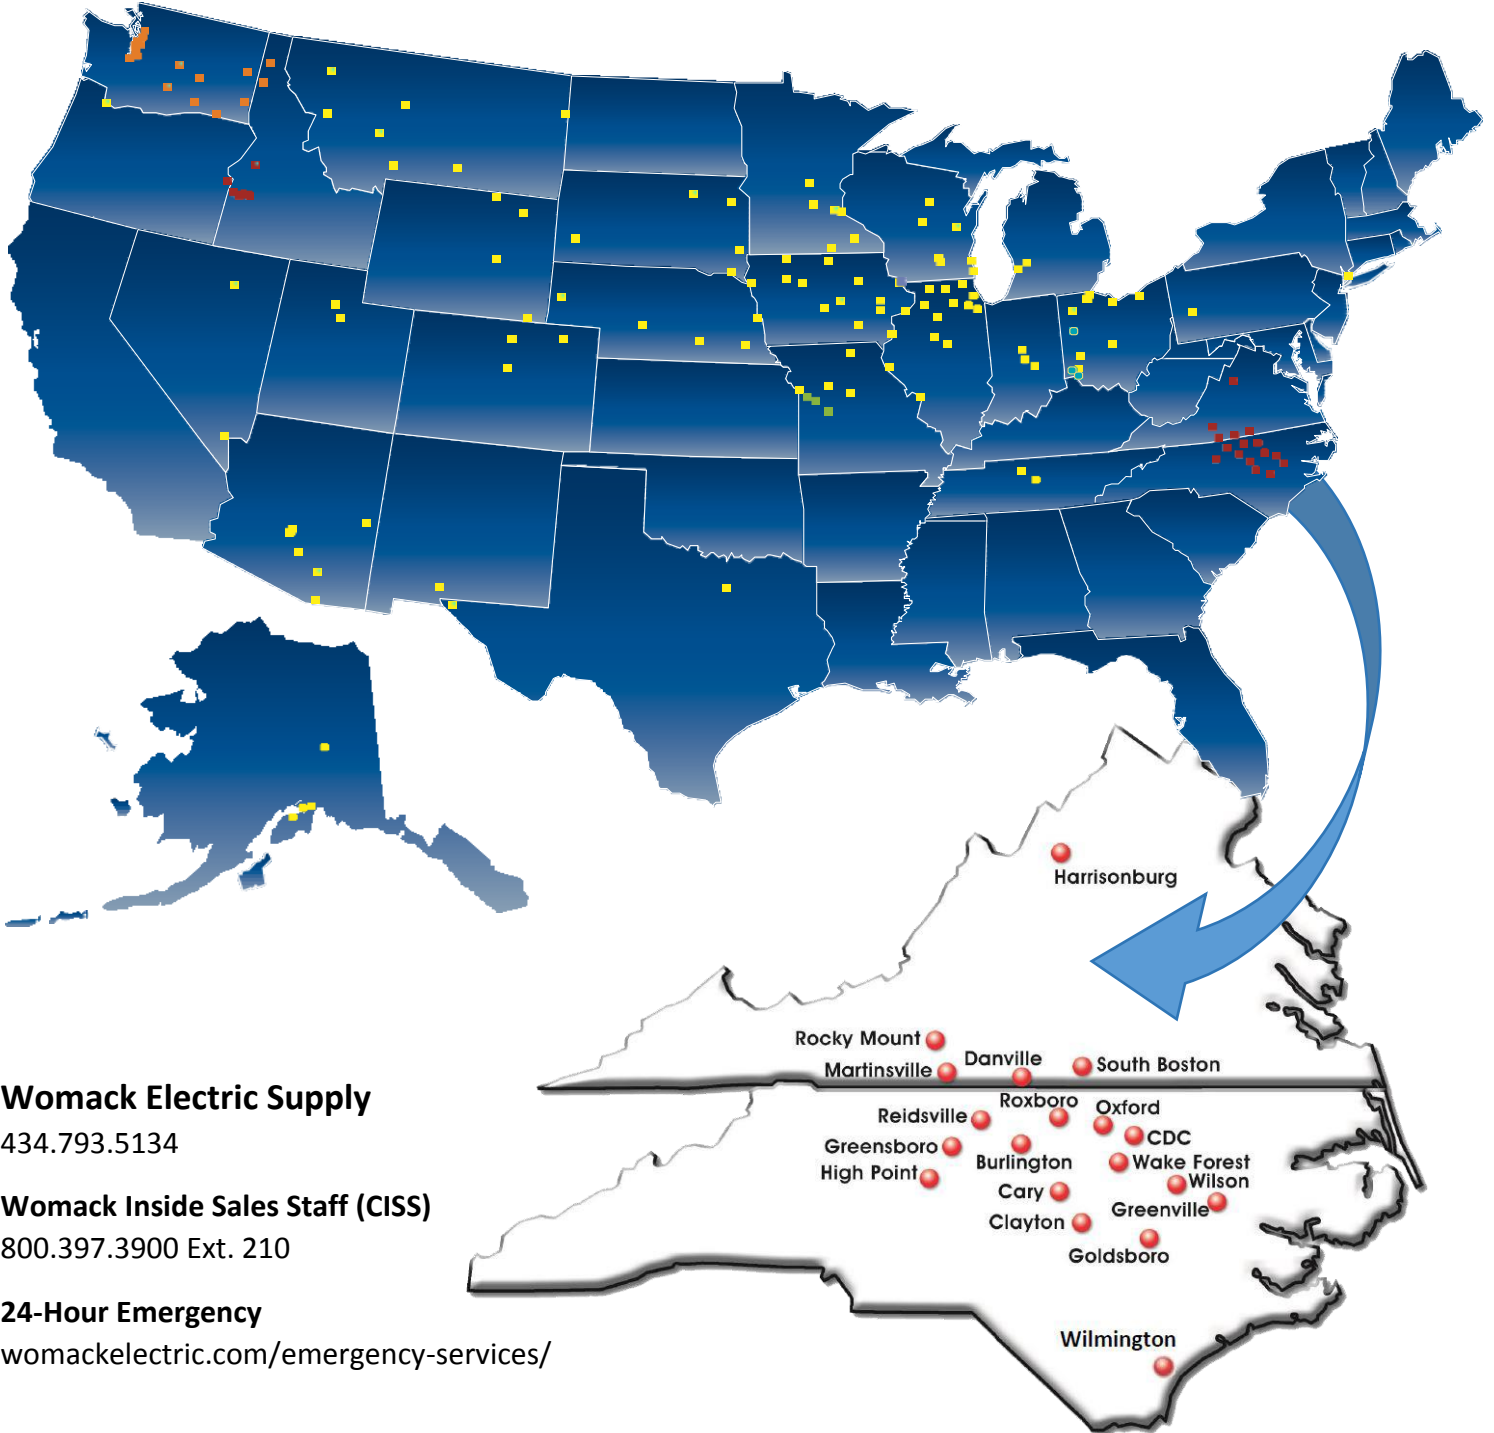 Harrisonburg
Rocky Mount
Danville
South Boston
Martinsville
Roxboro
Oxford
Reidsville
CDC
Greensboro
Burlington
Wake Forest
High Point
Wilson
Cary
Greenville
Clayton
Goldsboro
Wilmington
Womack Electric Supply
434.793.5134
Womack Inside Sales Staff (CISS)
800.397.3900 Ext. 210
24-Hour Emergency
womackelectric.com/emergency-services/